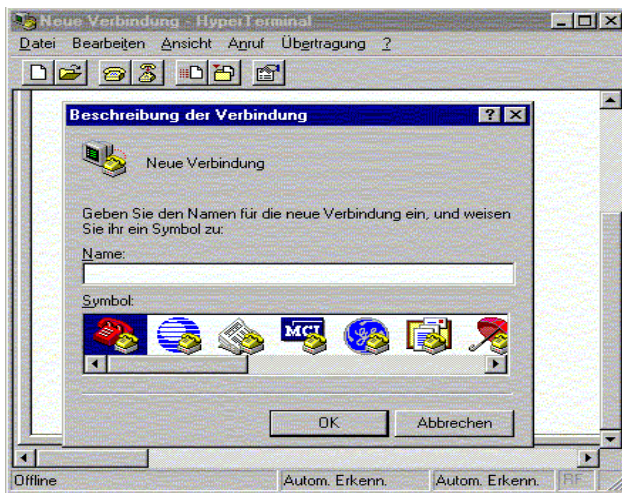 Neue Verbindung - HyperTerminal
Datei Bearbeiten Ansicht Anruf Übertragung ?
Beschreibung der Verbindung
Neue Verbindung
Geben Sie den Namen für die neue Verbindung ein, und weisen
Sie ihr ein Symbol zu:
Name:
Symbol:
MCI
OK Abbrechen
Offline Autom. Erkenn. Autom. Erkenn. RF